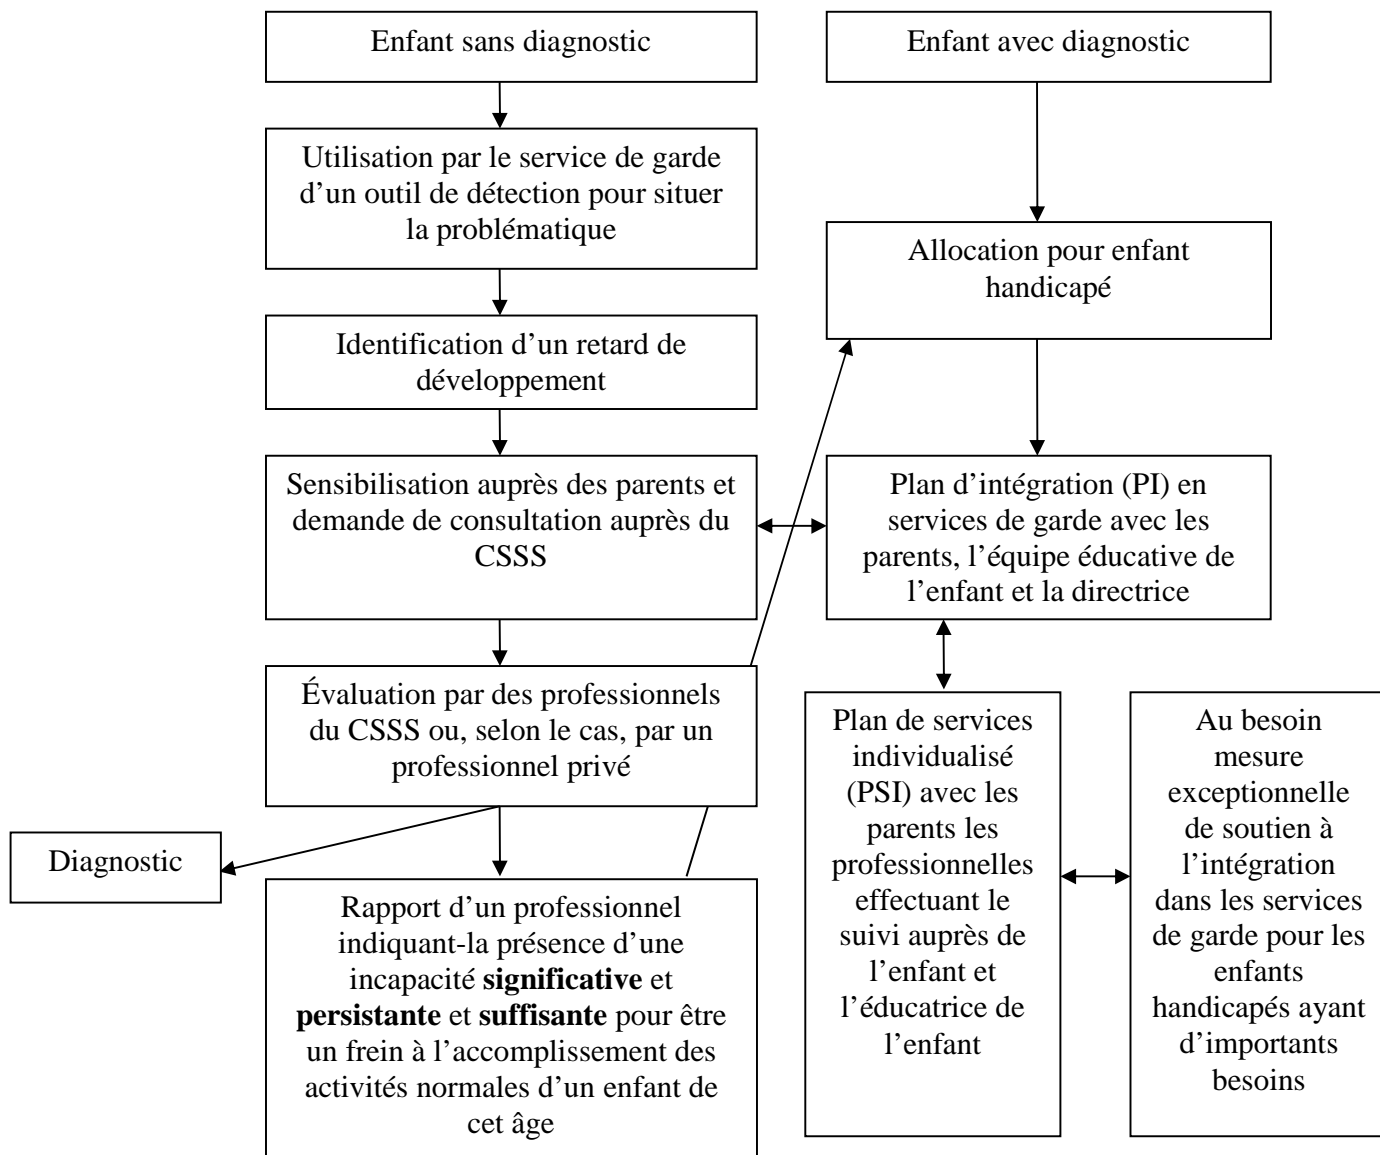 Enfant sans diagnostic
Enfant avec diagnostic
Utilisation par le service de garde
d’un outil de détection pour situer
la problématique
Allocation pour enfant
handicapé
Identification d’un retard de
développement
Sensibilisation auprès des parents et
demande de consultation auprès du
CSSS
Plan d’intégration (PI) en
services de garde avec les
parents, l’équipe éducative de
l’enfant et la directrice
Évaluation par des professionnels
du CSSS ou, selon le cas, par un
professionnel privé
Plan de services
individualisé
(PSI) avec les
parents les
professionnelles
effectuant le
suivi auprès de
l’enfant et
l’éducatrice de
l’enfant
Au besoin
mesure
exceptionnelle
de soutien à
l’intégration
dans les services
de garde pour les
enfants
handicapés ayant
d’importants
besoins
Diagnostic
Rapport d’un professionnel
indiquant-la présence d’une
incapacité significative et
persistante et suffisante pour être
un frein à l’accomplissement des
activités normales d’un enfant de
cet âge